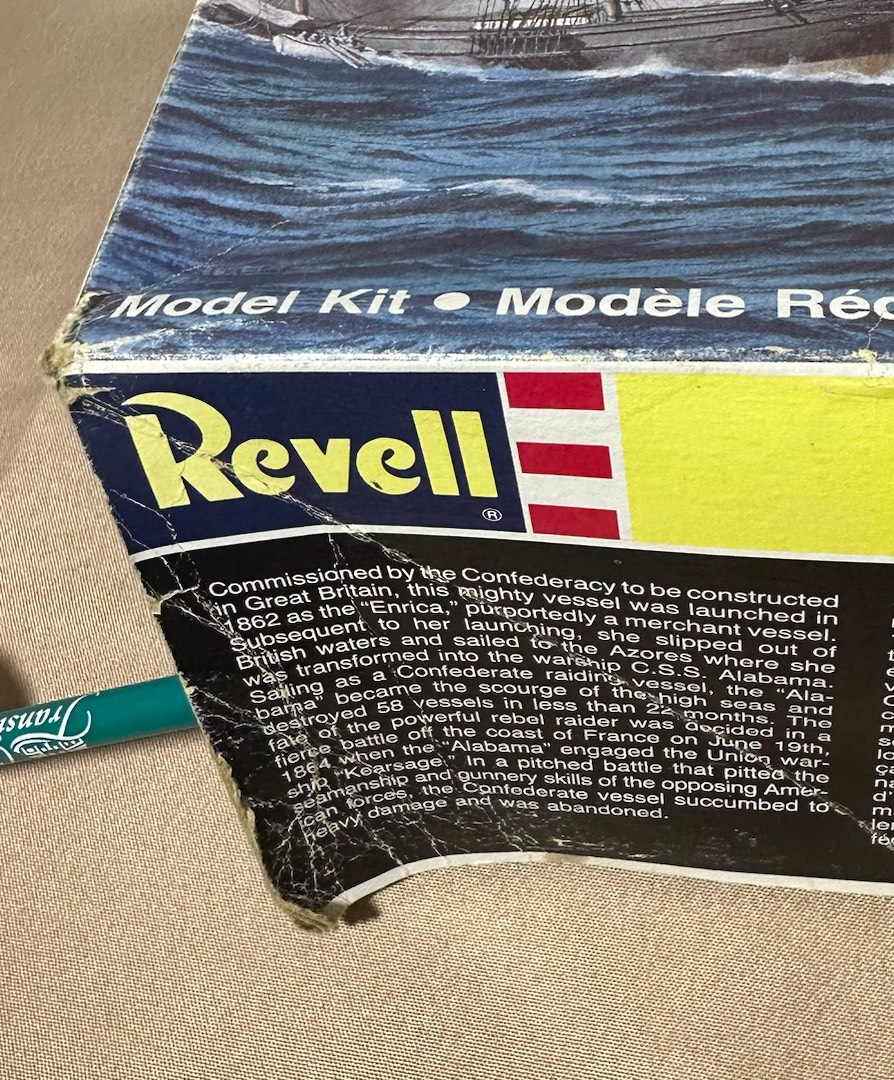 Model Kit • Modèle Réc
Revell
®
Commissioned by the Confederacy to be constructed
in Great Britain, this mighty vessel was launched in
1862 as the “Enrica,” purportedly a merchant vessel.
Subsequent to her launching, she slipped out of
British waters and sailed to the Azores where she
was transformed into the warship C.S.S. Alabama.
Sailing as a Confederate raiding vessel, the “Ala-
bama” became the scourge of the high seas and
destroyed 58 vessels in less than 22 months. The
fate of the powerful rebel raider was decided in a
fierce battle off the coast of France on June 19th,
1864 when the “Alabama” engaged the Union war-
ship “Kearsage.” In a pitched battle that pitted the
seamanship and gunnery skills of the opposing Amer-
ican forces, the Confederate vessel succumbed to
heavy damage and was abandoned.